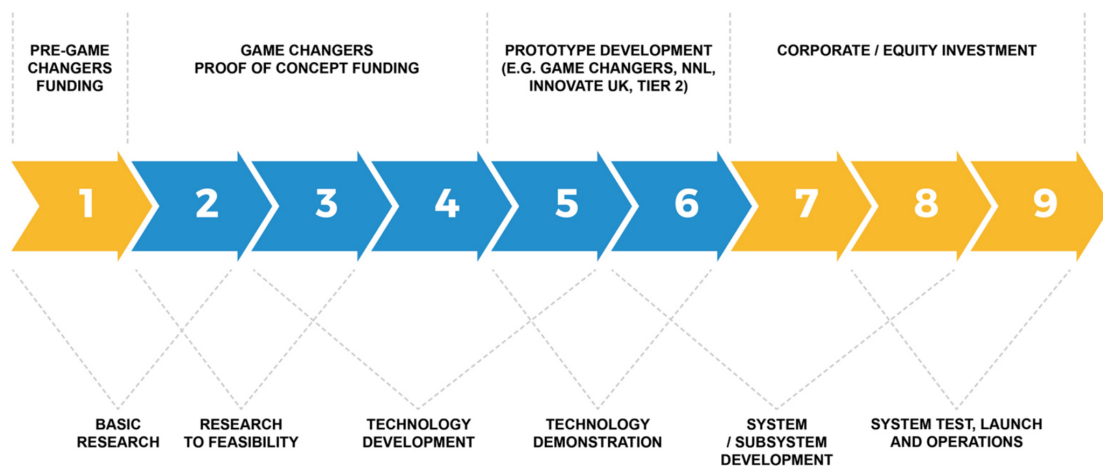 PRE-GAME
CHANGERS
FUNDING
GAME CHANGERS
PROOF OF CONCEPT FUNDING
PROTOTYPE DEVELOPMENT
(E.G. GAME CHANGERS, NNL,
INNOVATE UK, TIER 2)
CORPORATE / EQUITY INVESTMENT
1
2
3
4
5
6
7
8
9
BASIC
RESEARCH
RESEARCH
TO FEASIBILITY
TECHNOLOGY
DEVELOPMENT
TECHNOLOGY
DEMONSTRATION
SYSTEM
/ SUBSYSTEM
DEVELOPMENT
SYSTEM TEST, LAUNCH
AND OPERATIONS